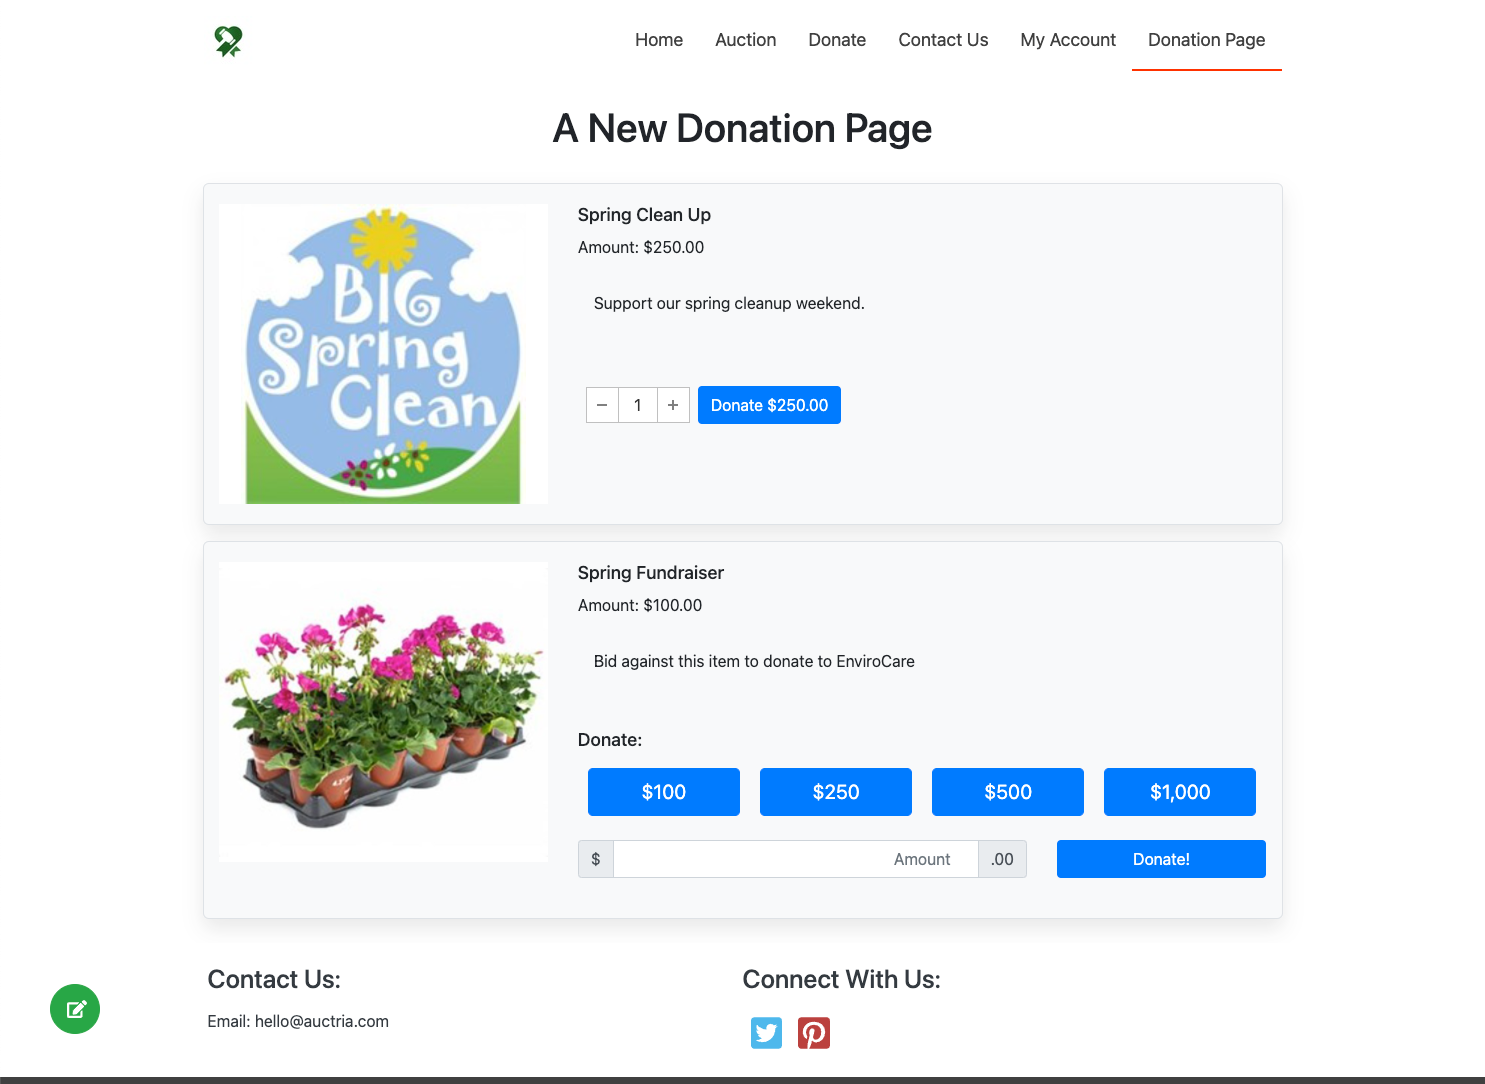 Home Auction Donate Contact Us My Account Donation Page
A New Donation Page
BIG
Spring
Clean
Spring Clean Up
Amount: $250.00
Support our spring cleanup weekend.
− 1 + Donate $250.00
Spring Fundraiser
Amount: $100.00
Bid against this item to donate to EnviroCare
Donate:
$100 $250 $500 $1,000
$ Amount .00 Donate!
Contact Us:
Email: hello@auctria.com
Connect With Us: